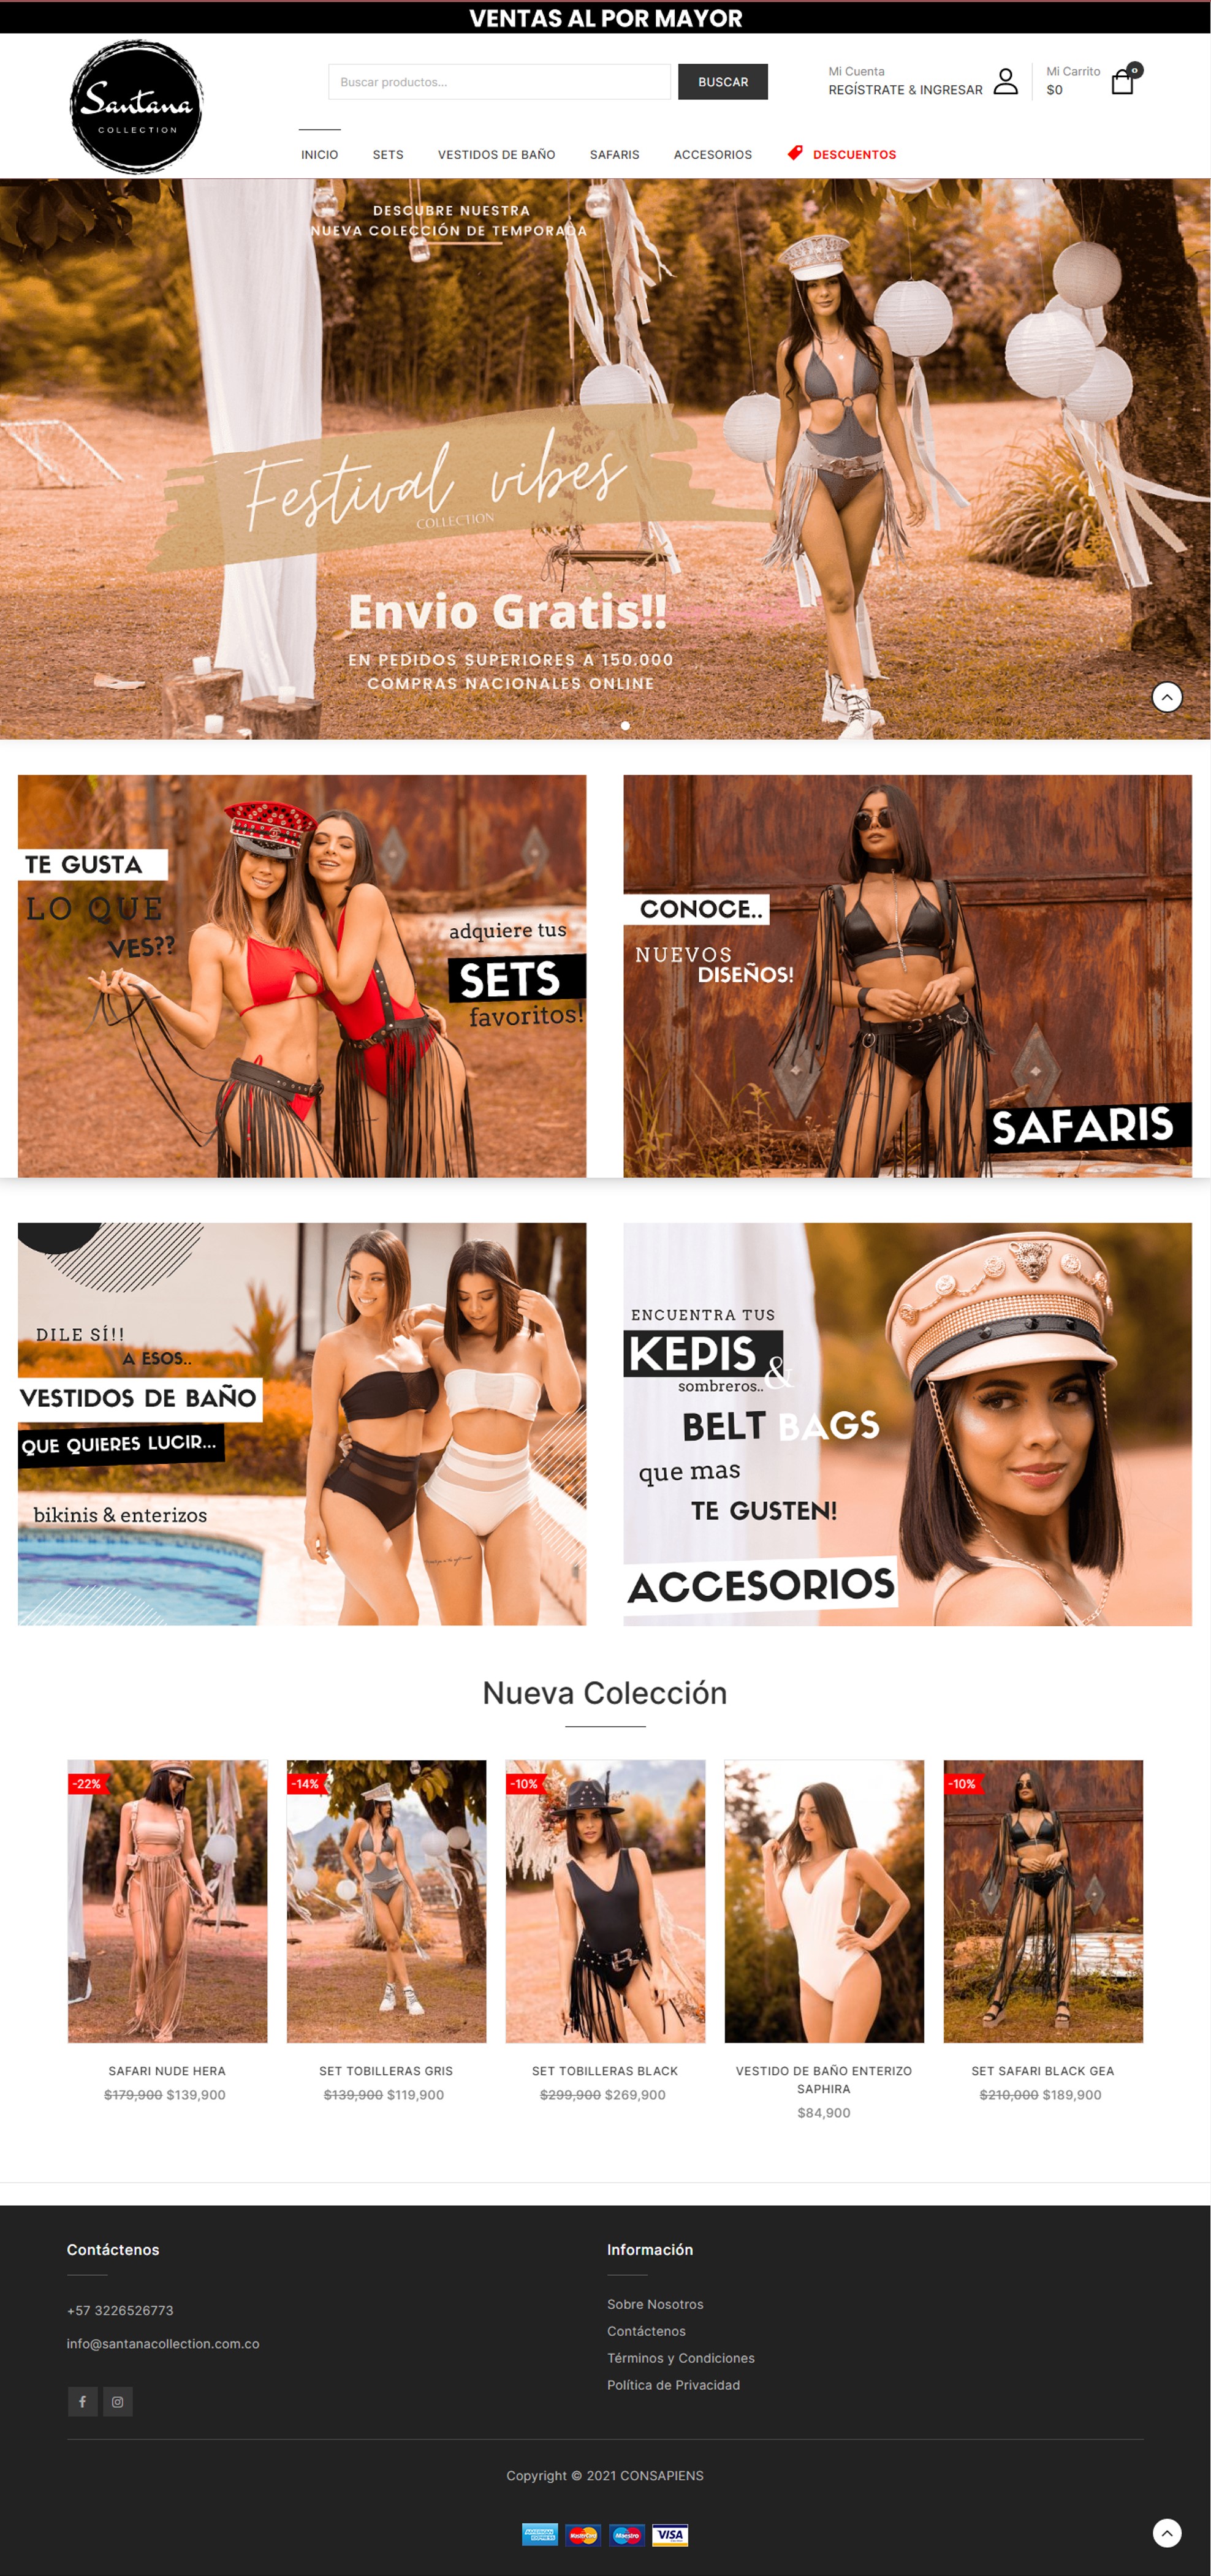 VENTAS AL POR MAYOR
Santana
COLLECTION
Buscar productos...
BUSCAR
Mi Cuenta
REGÍSTRATE & INGRESAR
Mi Carrito
$0
0
INICIO
SETS
VESTIDOS DE BAÑO
SAFARIS
ACCESORIOS
DESCUENTOS
DESCUBRE NUESTRA
NUEVA COLECCIÓN DE TEMPORADA
Festival vibes
COLLECTION
Envio Gratis!!
EN PEDIDOS SUPERIORES A 150.000
COMPRAS NACIONALES ONLINE
TE GUSTA
LO QUE
VES??
adquiere tus
SETS
favoritos!
CONOCE..
NUEVOS
DISEÑOS!
SAFARIS
DILE SÍ!!
A ESOS..
VESTIDOS DE BAÑO
QUE QUIERES LUCIR...
bikinis & enterizos
ENCUENTRA TUS
KEPIS
&
sombreros..
BELT BAGS
que mas
TE GUSTEN!
ACCESORIOS
Nueva Colección
-22%
-14%
-10%
-10%
SAFARI NUDE HERA
$179,900 $139,900
SET TOBILLERAS GRIS
$139,900 $119,900
SET TOBILLERAS BLACK
$299,900 $269,900
VESTIDO DE BAÑO ENTERIZO
SAPHIRA
$84,900
SET SAFARI BLACK GEA
$210,000 $189,900
Contáctenos
+57 3226526773
info@santanacollection.com.co
Información
Sobre Nosotros
Contáctenos
Términos y Condiciones
Política de Privacidad
Copyright © 2021 CONSAPIENS
AMERICAN
EXPRESS
MasterCard
Maestro
VISA